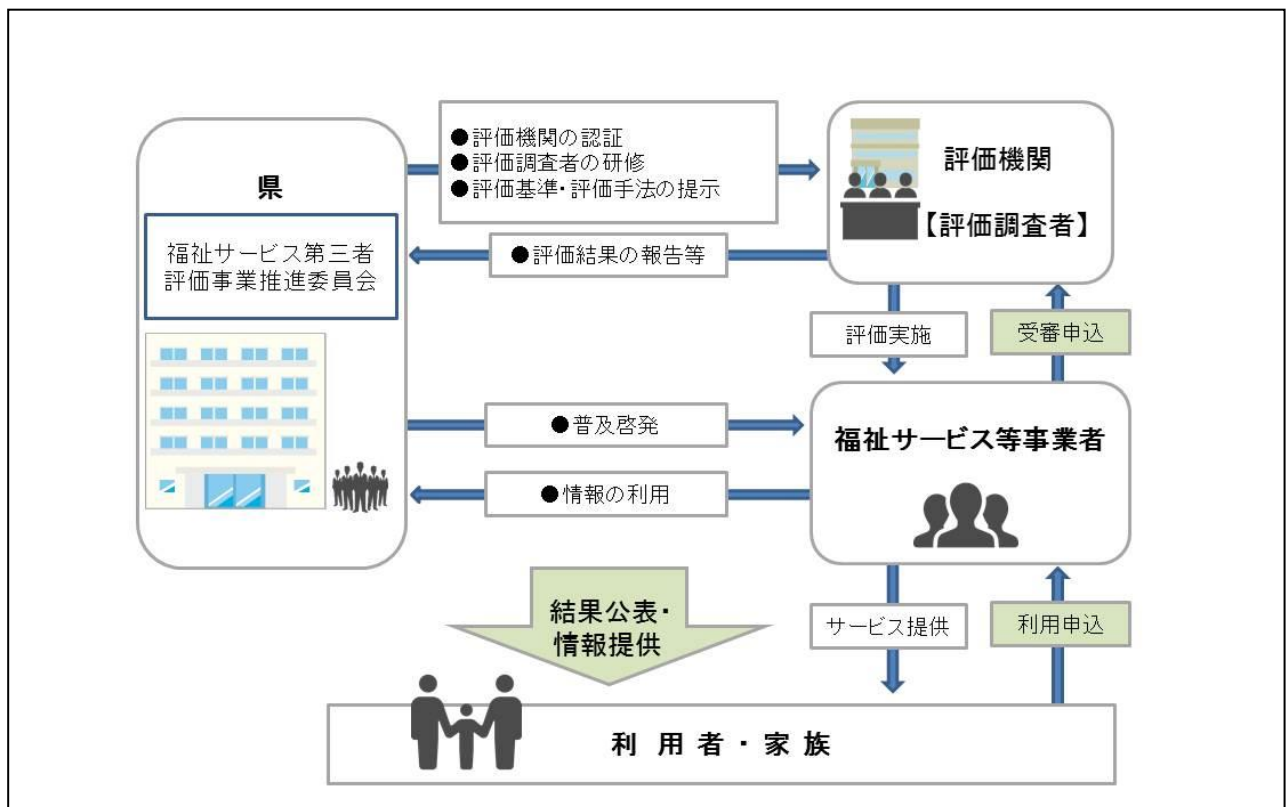 県
福祉サービス第三者
評価事業推進委員会
●評価機関の認証
●評価調査者の研修
●評価基準・評価手法の提示
●評価結果の報告等
評価機関
【評価調査者】
評価実施
受審申込
●普及啓発
●情報の利用
福祉サービス等事業者
結果公表・
情報提供
サービス提供
利用申込
利 用 者 ・ 家 族